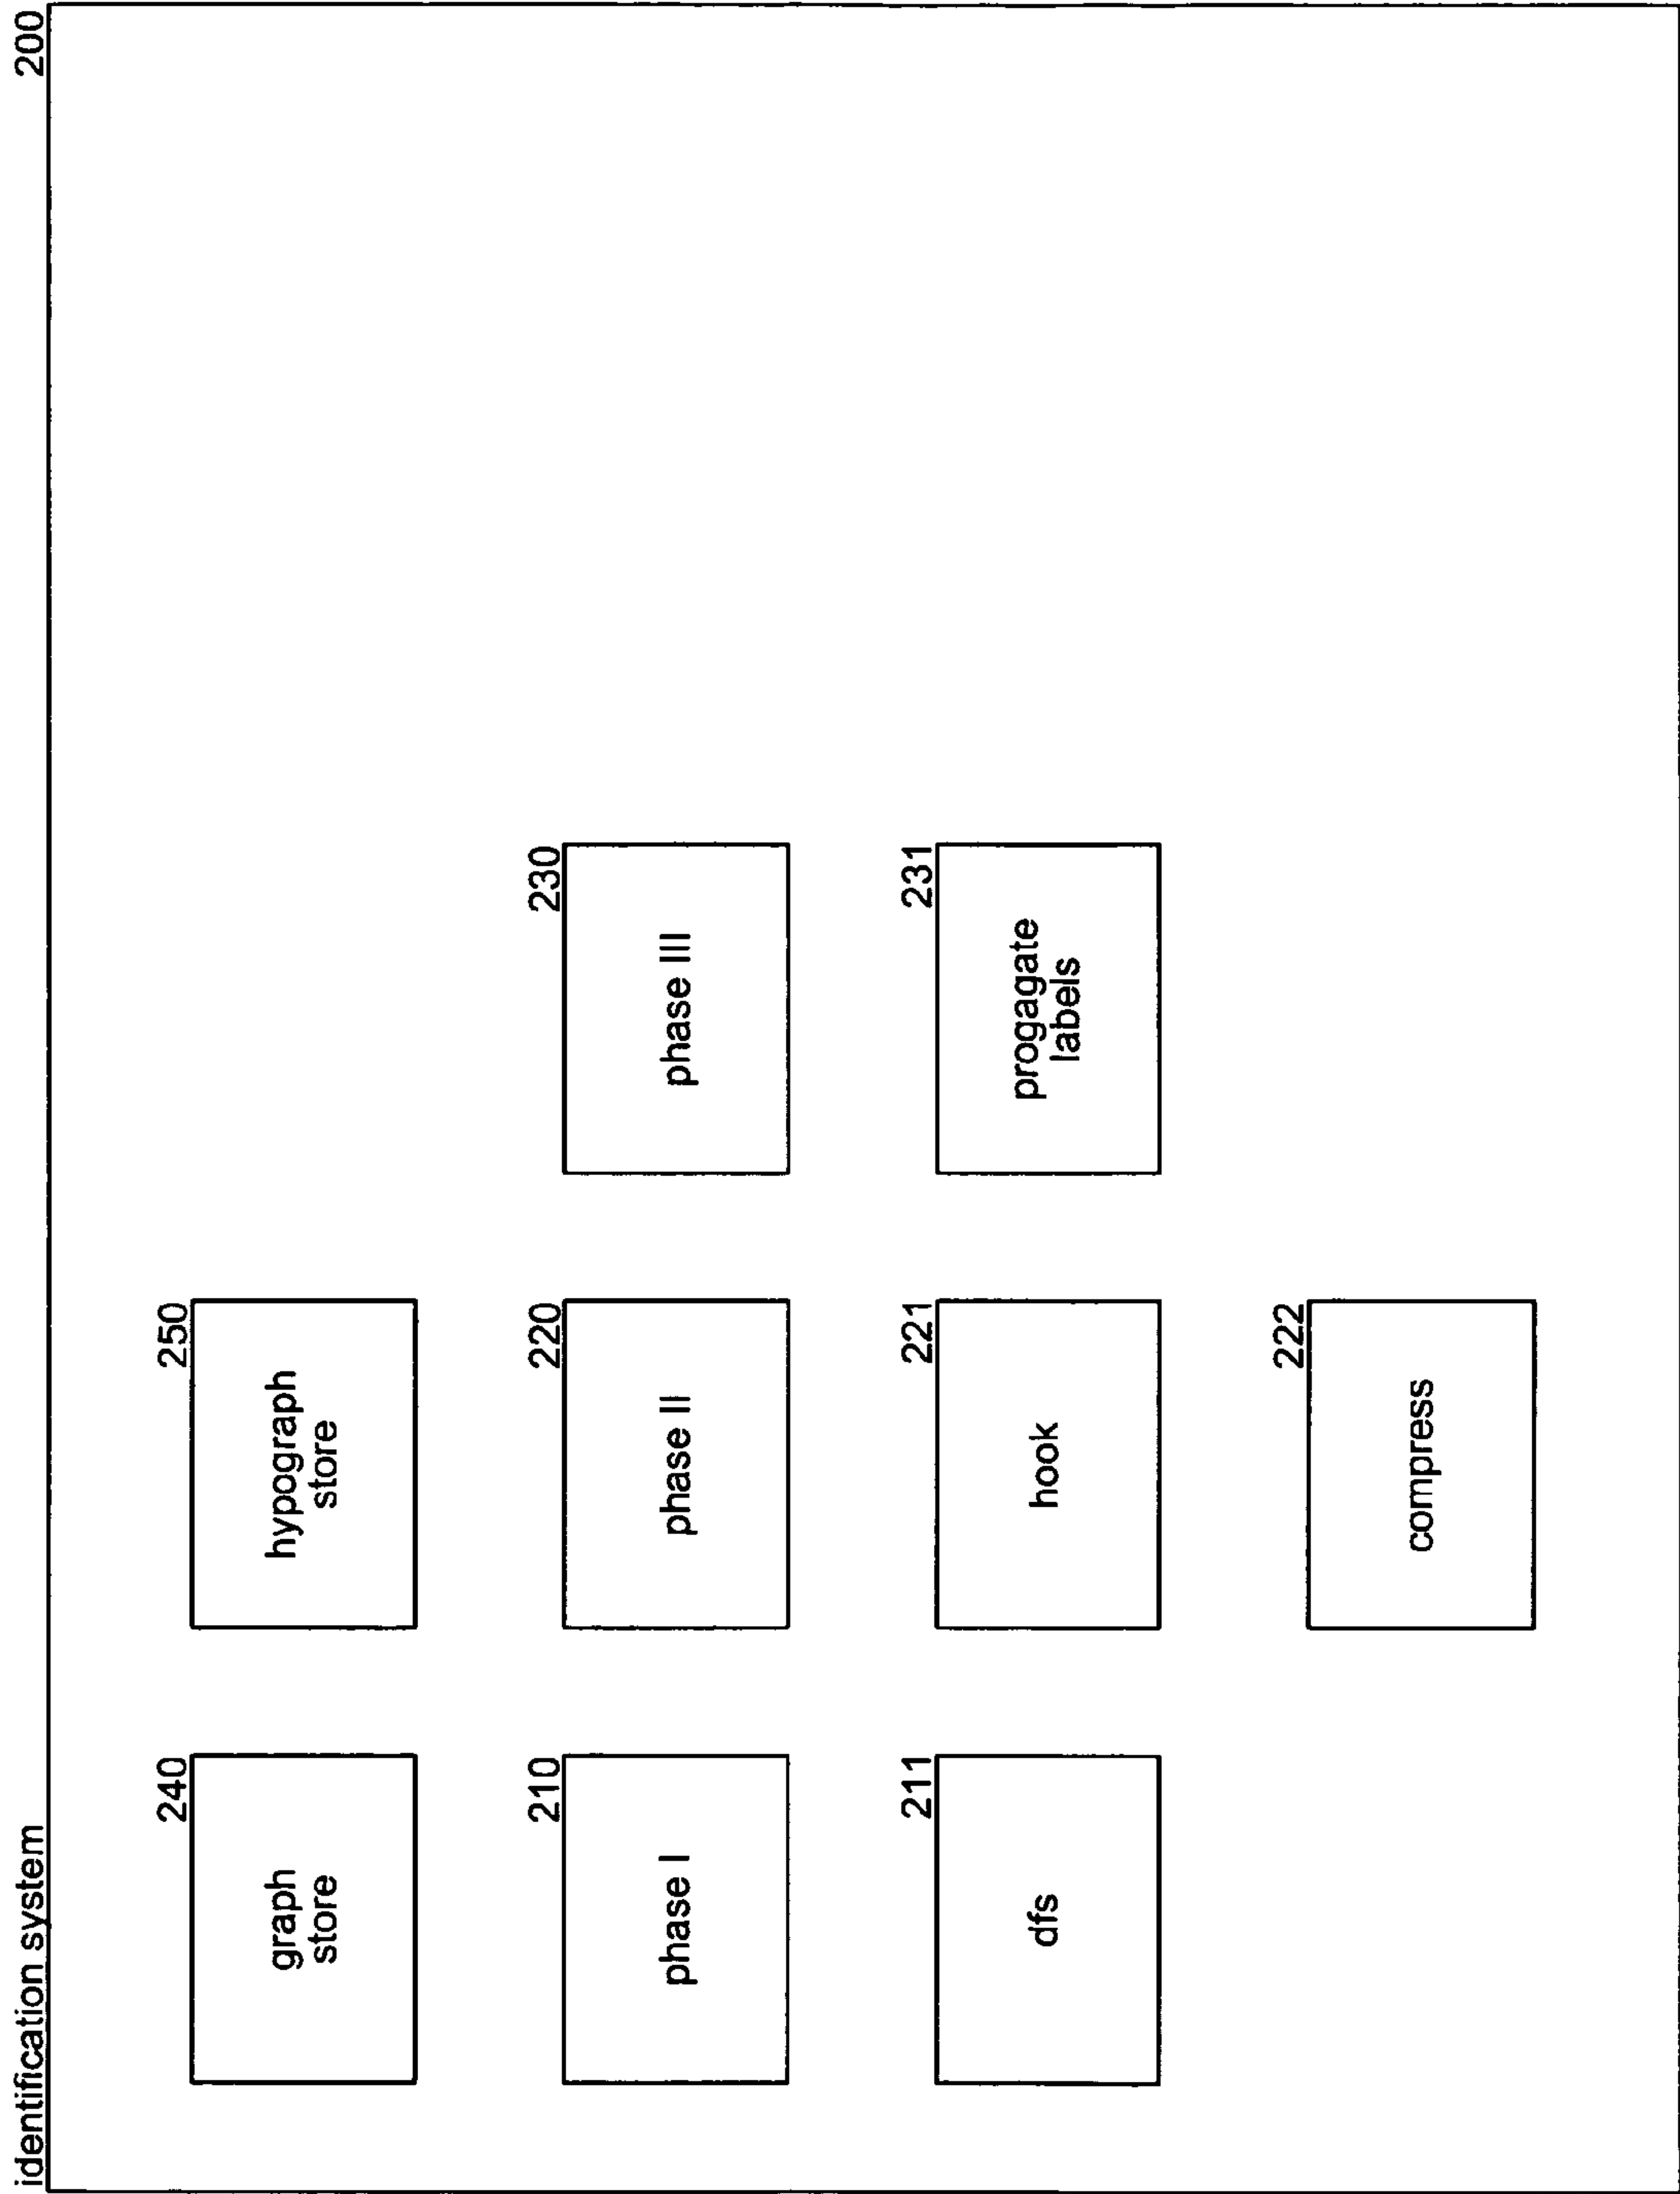 identification system
200
240
graph
store
250
hypograph
store
210
phase I
220
phase II
230
phase III
211
dfs
221
hook
231
progagate
labels
222
compress